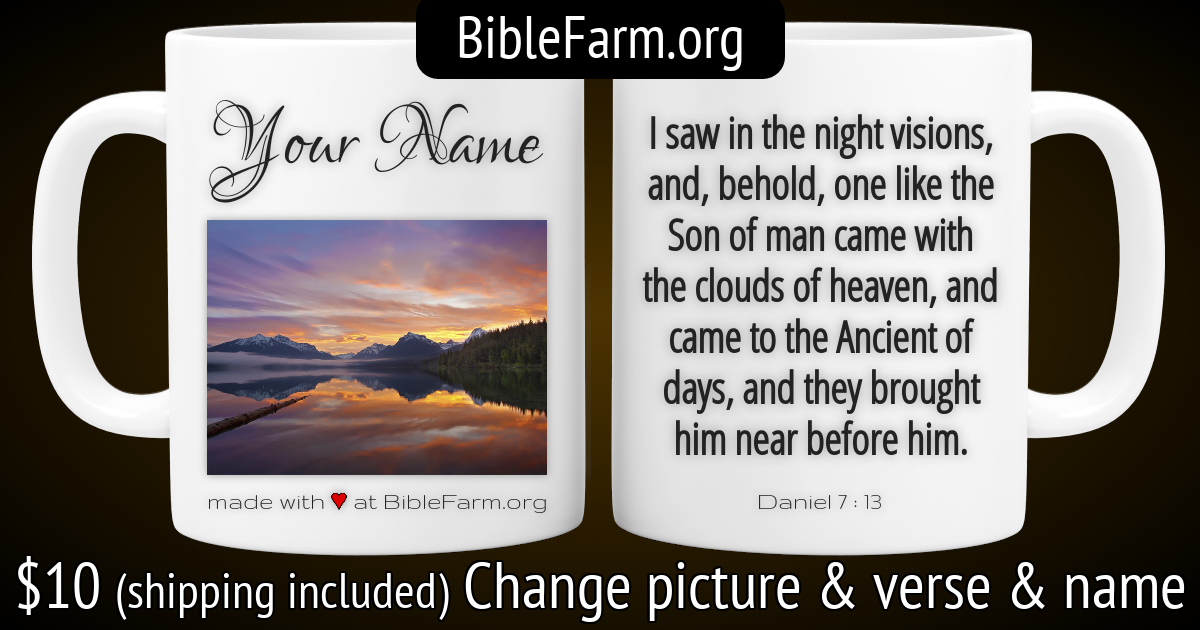 BibleFarm.org
Your Name
made with ♥ at BibleFarm.org
I saw in the night visions,
and, behold, one like the
Son of man came with
the clouds of heaven, and
came to the Ancient of
days, and they brought
him near before him.
Daniel 7 : 13
$10 (shipping included) Change picture & verse & name